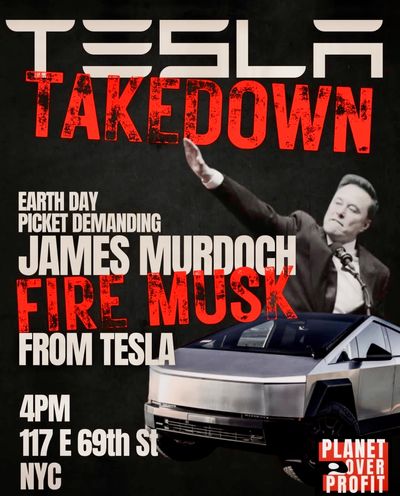 TESLA
TAKEDOWN
EARTH DAY
PICKET DEMANDING
JAMES MURDOCH
FIRE MUSK
FROM TESLA
4PM
117 E 69th St
NYC
PLANET
OVER
PROFIT